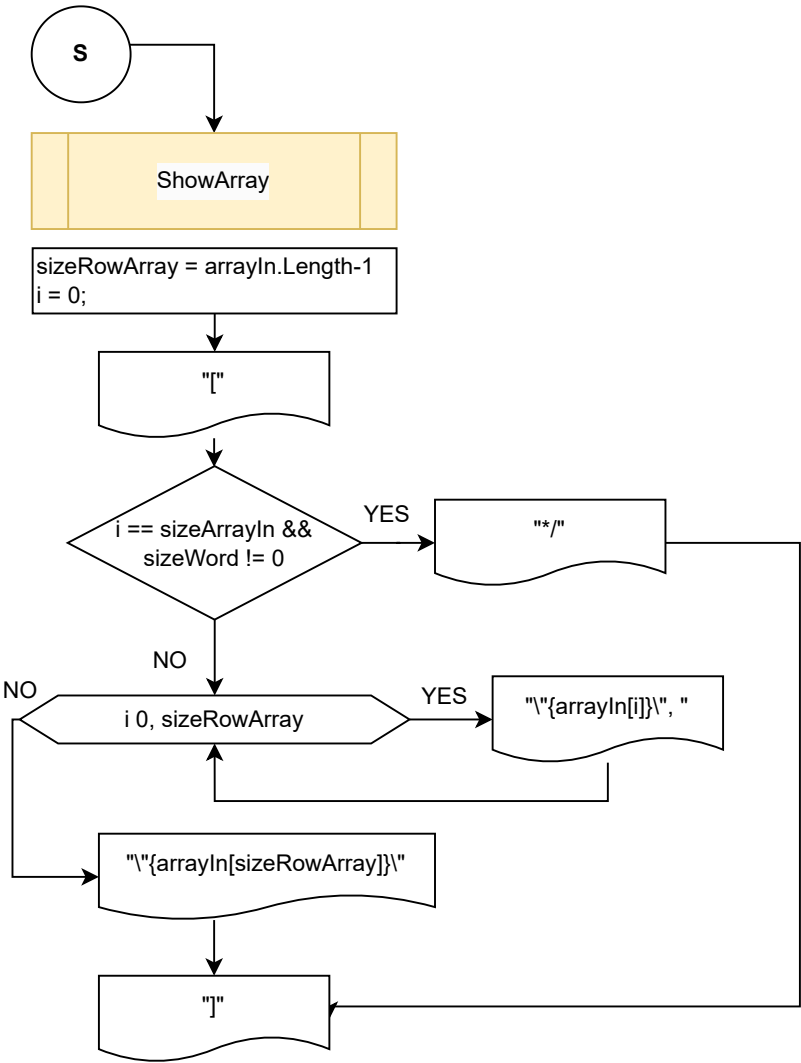 S
ShowArray
sizeRowArray = arrayIn.Length-1
i = 0;
"["
i == sizeArrayIn &&
sizeWord != 0
YES
"*/"
NO
NO
i 0, sizeRowArray
YES
"\"{arrayIn[i]}\", "
"\"{arrayIn[sizeRowArray]}\"
"]"